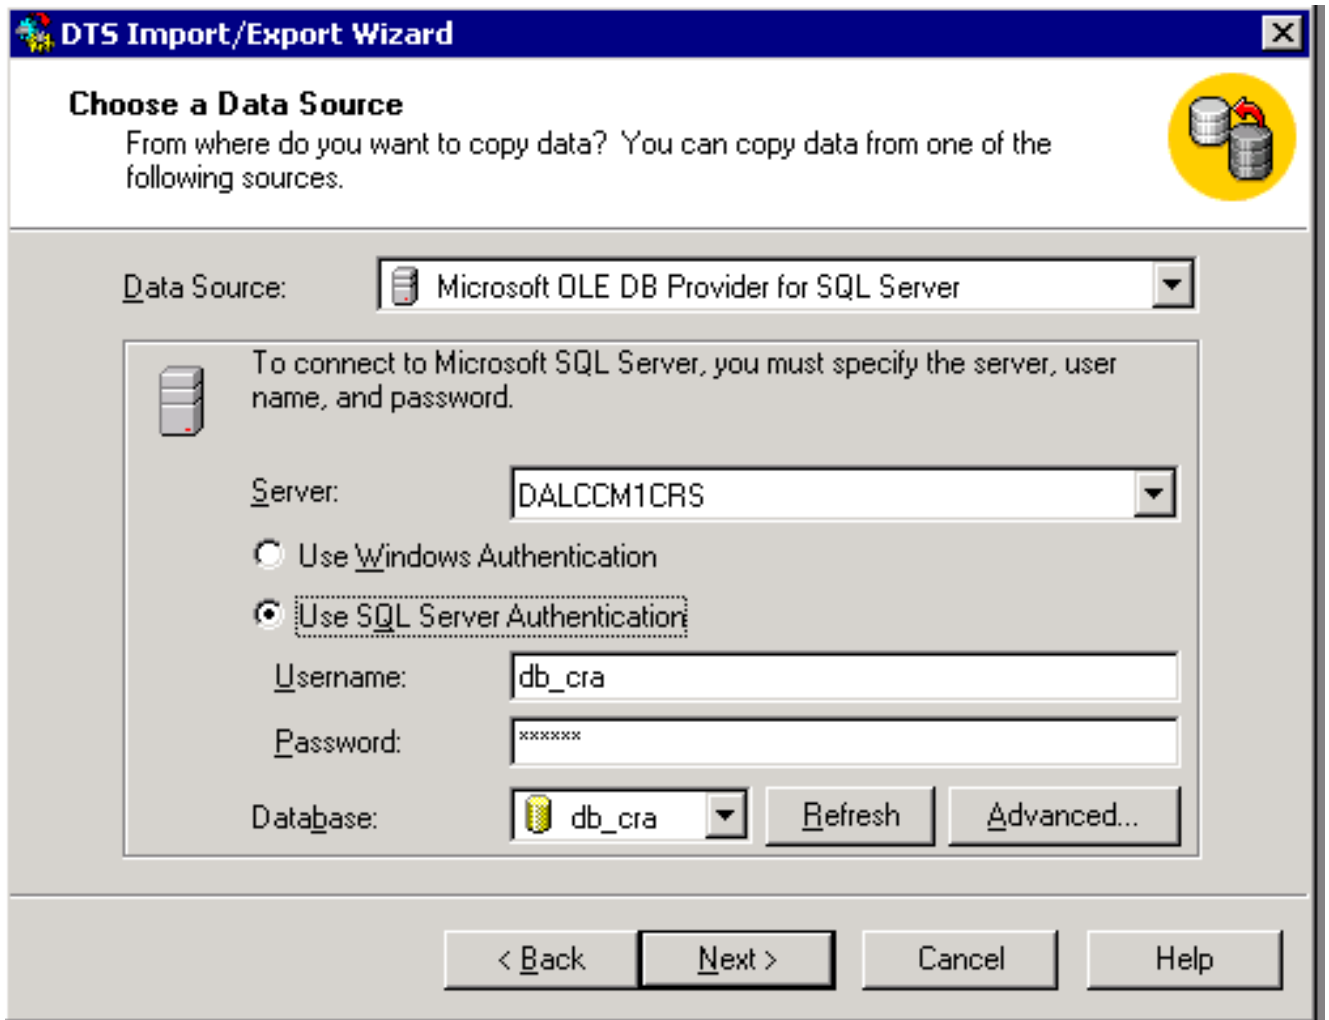 DTS Import/Export Wizard
Choose a Data Source
From where do you want to copy data? You can copy data from one of the
following sources.
Data Source: Microsoft OLE DB Provider for SQL Server
To connect to Microsoft SQL Server, you must specify the server, user
name, and password.
Server: DALCCM1CRS
Use Windows Authentication
Use SQL Server Authentication
Username: db_cra
Password: ******
Database: db_cra Refresh Advanced...
< Back Next > Cancel Help